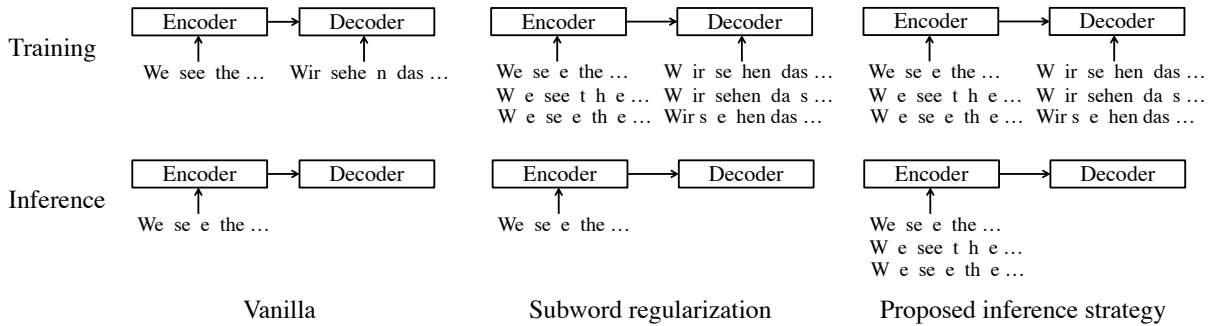 Training
Encoder Decoder Encoder Decoder Encoder Decoder
We see the … Wir sehe n das … We se e the … W ir se hen das … We se e the … W ir se hen das …
W e see t h e … W ir sehen da s … W e see t h e … W ir sehen da s …
W e se e th e … Wir s e hen das … W e se e th e … Wir s e hen das …
Inference
Encoder Decoder Encoder Decoder Encoder Decoder
We se e the … We se e the … We se e the …
W e see t h e …
W e se e th e …
Vanilla Subword regularization Proposed inference strategy